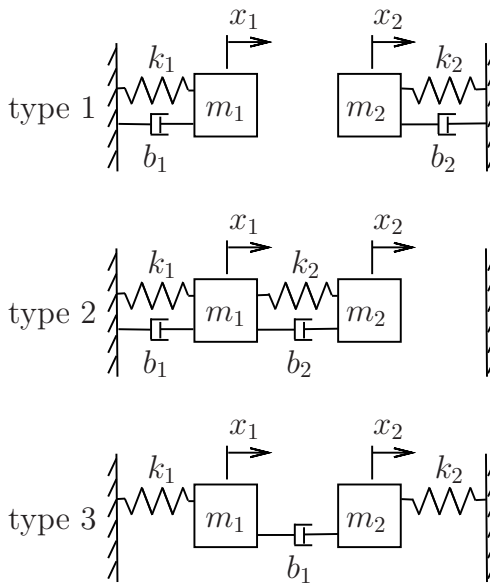 x₁ x₂
k₁ k₂
type 1 m₁ m₂
b₁ b₂
x₁ x₂
k₁ k₂
type 2 m₁ m₂
b₁ b₂
x₁ x₂
k₁ k₂
type 3 m₁ m₂
b₁